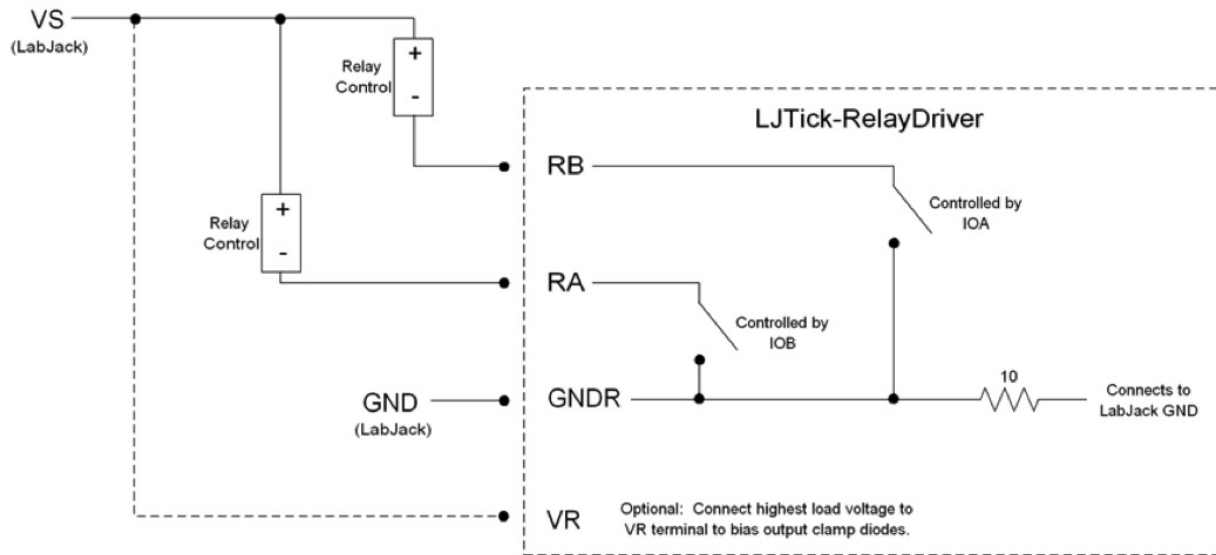 VS
(LabJack)
Relay
Control
+
-
LJTick-RelayDriver
RB
Controlled by
IOA
Relay
Control
+
-
RA
Controlled by
IOB
GND
(LabJack)
GNDR
10
Connects to
LabJack GND
VR
Optional: Connect highest load voltage to
VR terminal to bias output clamp diodes.